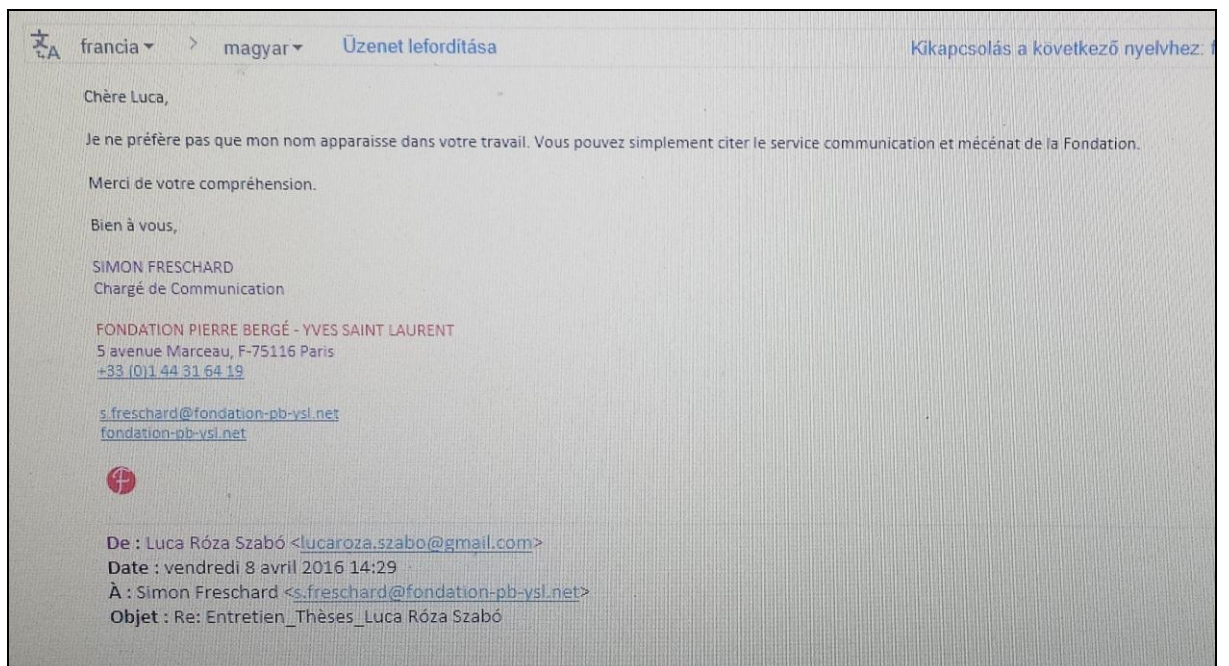 francia > magyar Üzenet lefordítása Kikapcsolás a következő nyelvhez: f
Chère Luca,
Je ne préfère pas que mon nom apparaisse dans votre travail. Vous pouvez simplement citer le service communication et mécénat de la Fondation.
Merci de votre compréhension.
Bien à vous,
SIMON FRESCHARD
Chargé de Communication
FONDATION PIERRE BERGÉ - YVES SAINT LAURENT
5 avenue Marceau, F-75116 Paris
+33 (0)1 44 31 64 19
s.freschard@fondation-pb-ysl.net
fondation-pb-ysl.net
De : Luca Róza Szabó <lucaroza.szabo@gmail.com>
Date : vendredi 8 avril 2016 14:29
À : Simon Freschard <s.freschard@fondation-pb-ysl.net>
Objet : Re: Entretien_Thèses_Luca Róza Szabó